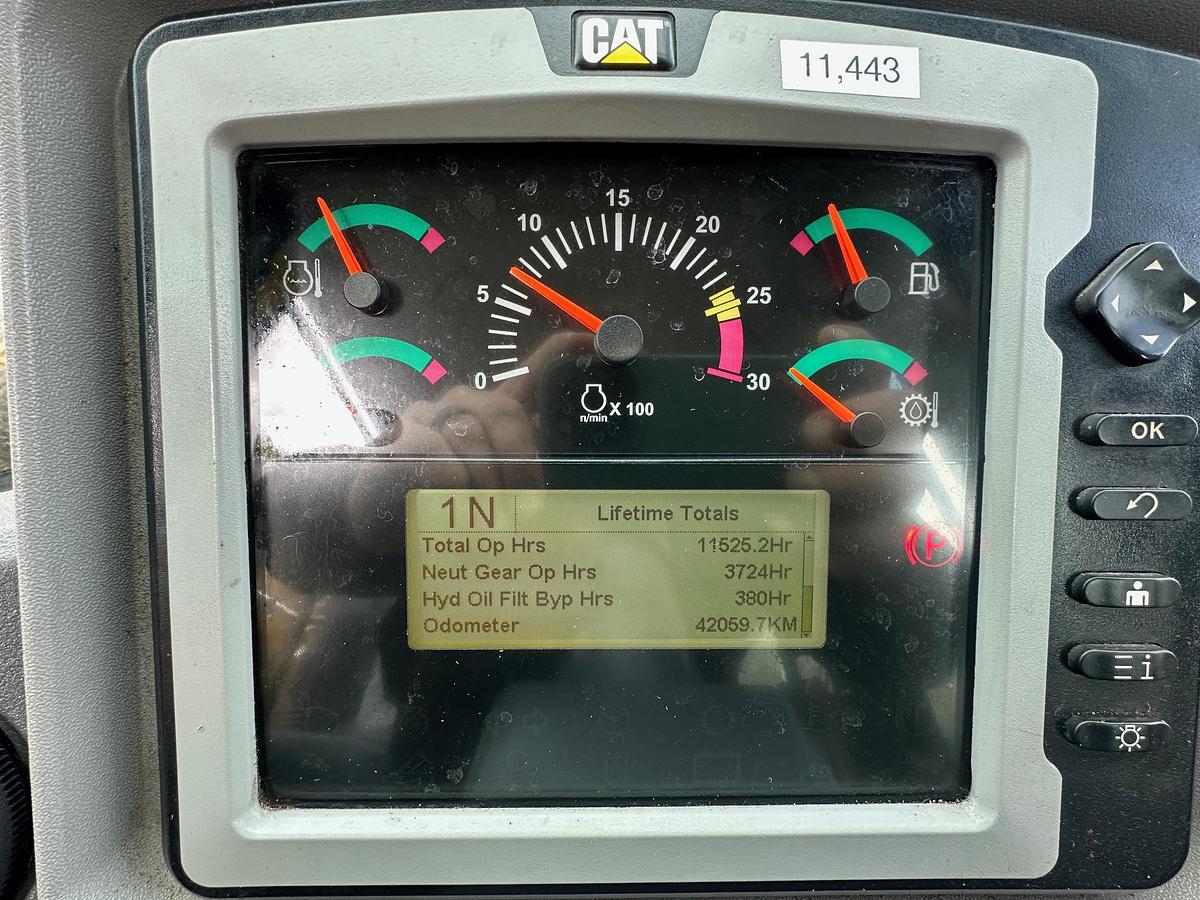 CAT
11,443
0
5
10
15
20
25
30
n/min X 100
1N Lifetime Totals
Total Op Hrs 11525.2Hr
Neut Gear Op Hrs 3724Hr
Hyd Oil Filt Byp Hrs 380Hr
Odometer 42059.7KM
P
OK
i